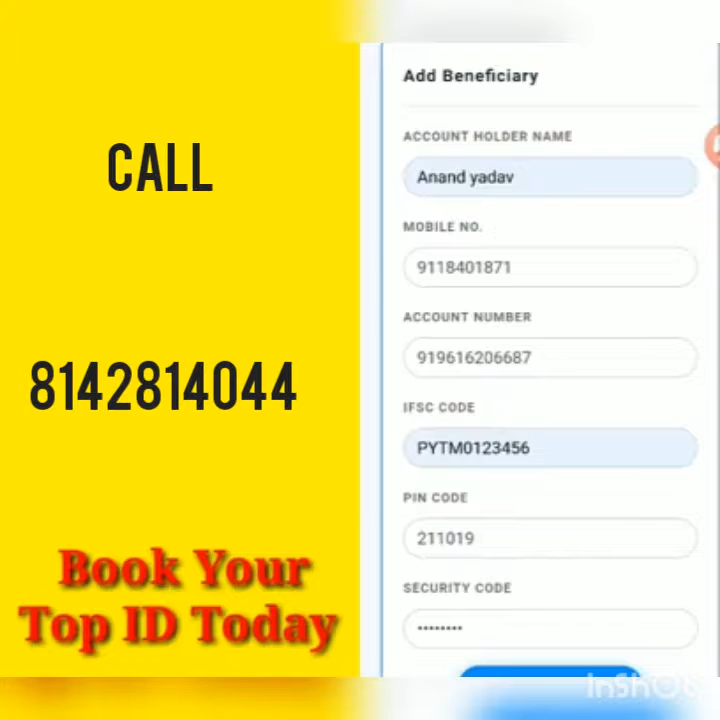 CALL
8142814044
Book Your
Top ID Today
Add Beneficiary
ACCOUNT HOLDER NAME
Anand yadav
MOBILE NO.
9118401871
ACCOUNT NUMBER
919616206687
IFSC CODE
PYTM0123456
PIN CODE
211019
SECURITY CODE
••••••••
InShOt